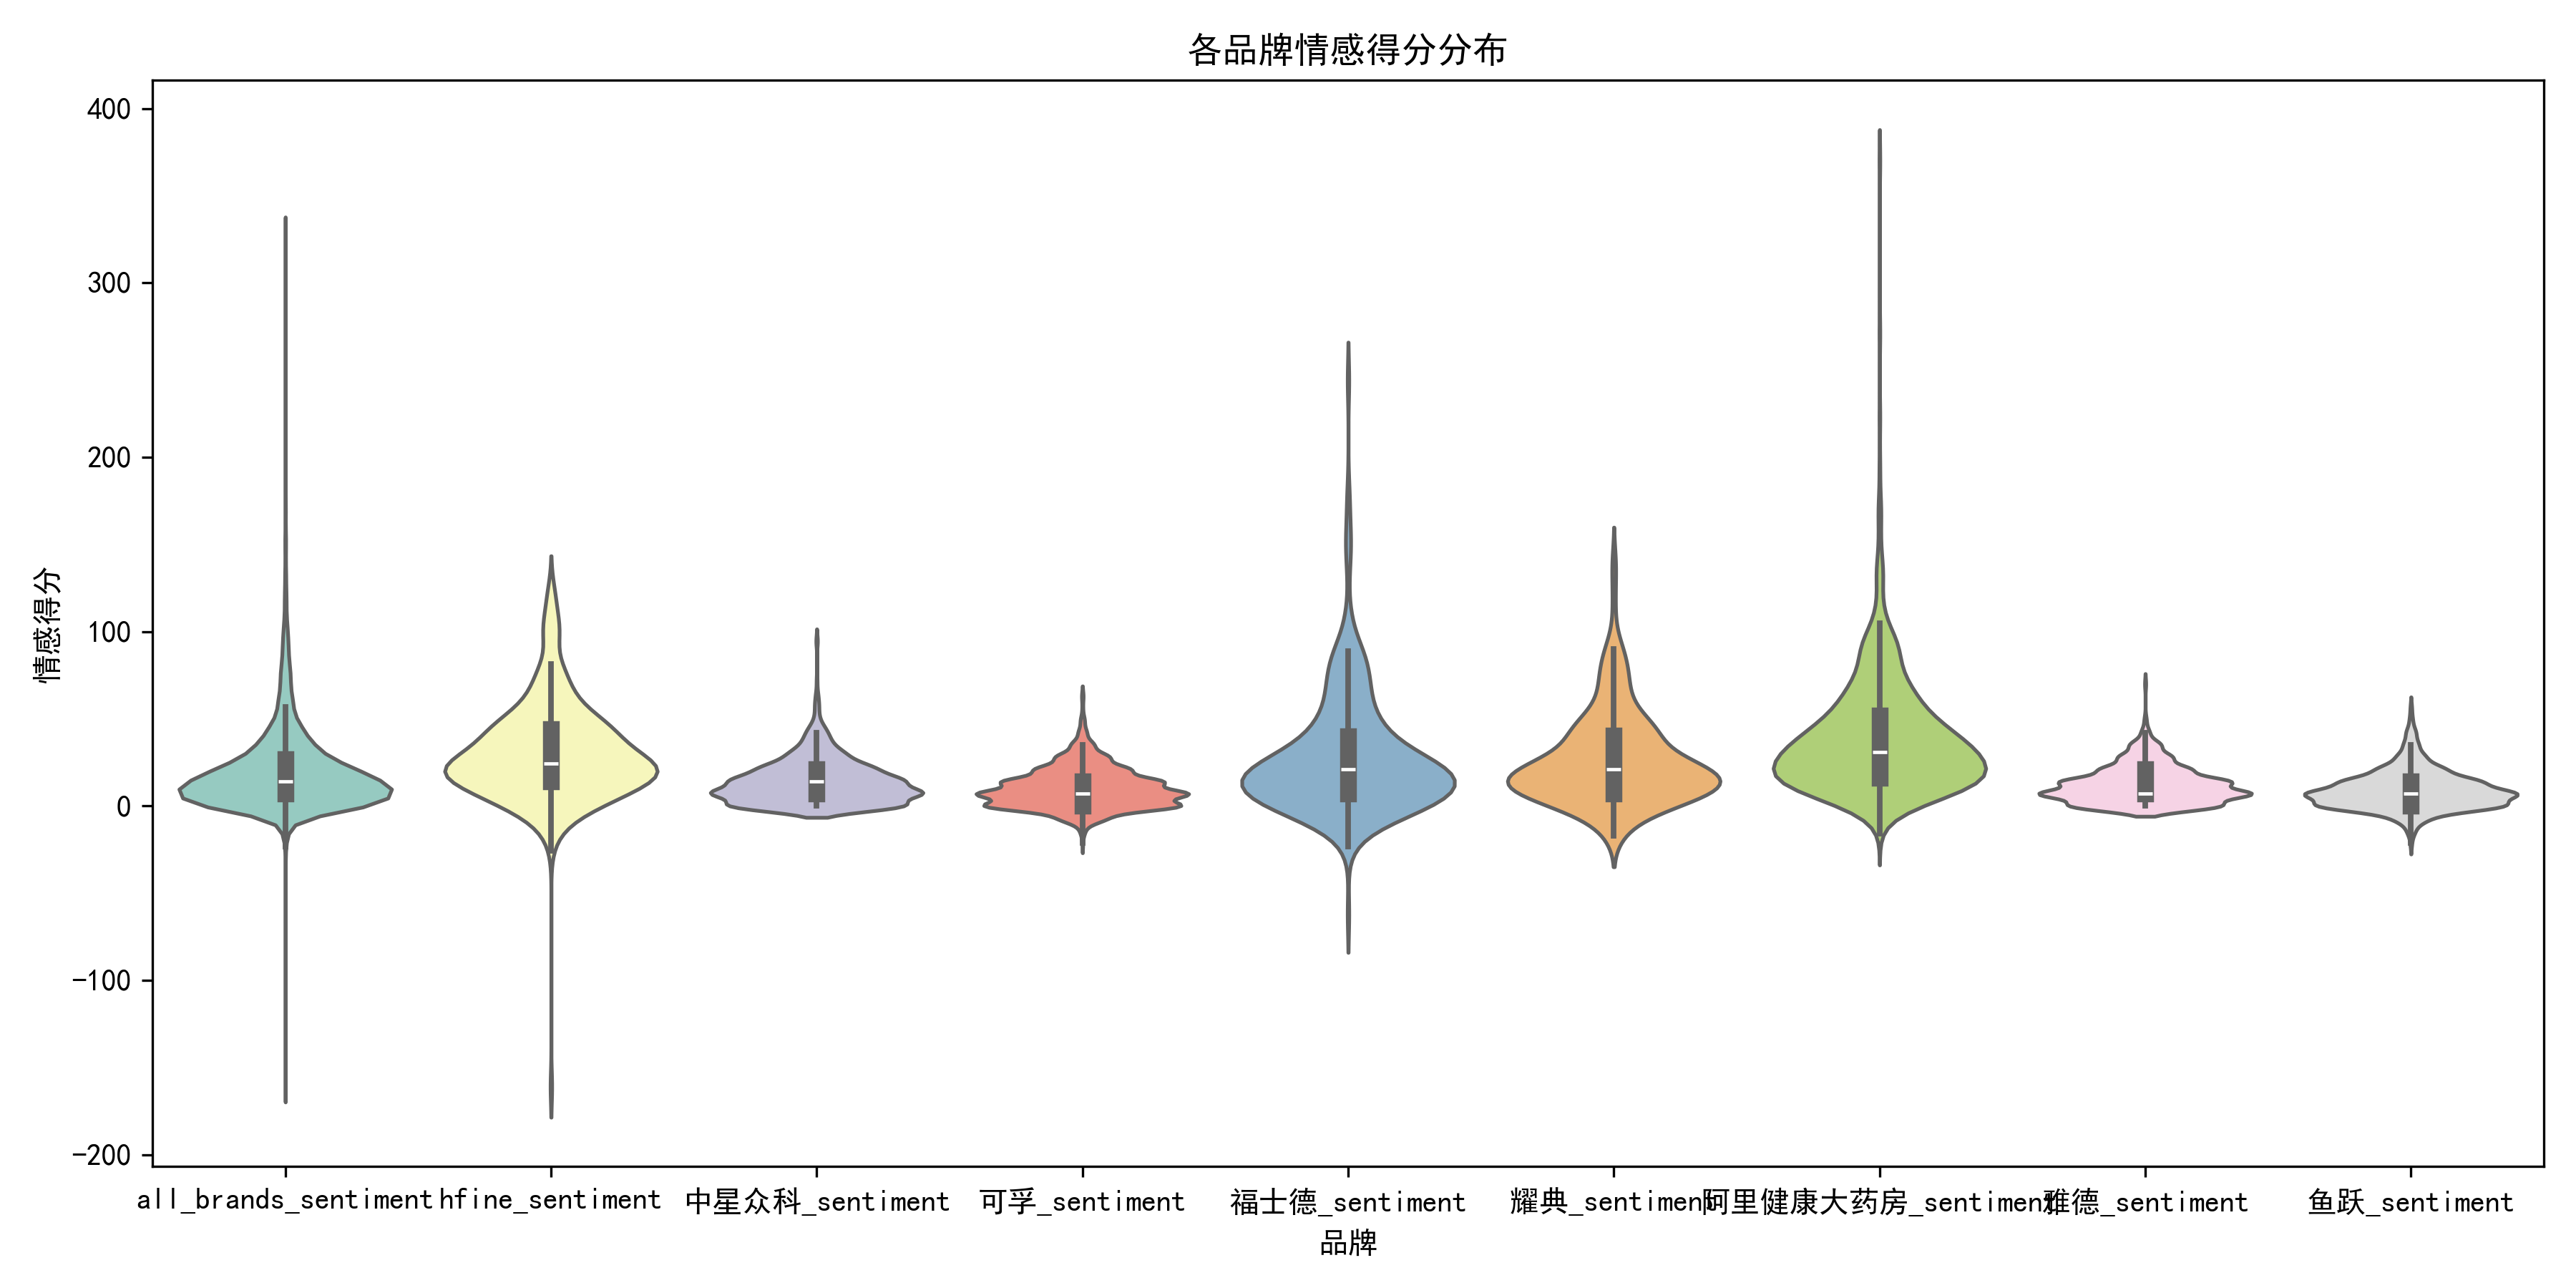 各品牌情感得分分布
情感得分
400
300
200
100
0
−100
−200
all_brands_sentiment
hfine_sentiment
中星众科_sentiment
可孚_sentiment
福士德_sentiment
耀典_sentiment
阿里健康大药房_sentiment
雅德_sentiment
鱼跃_sentiment
品牌